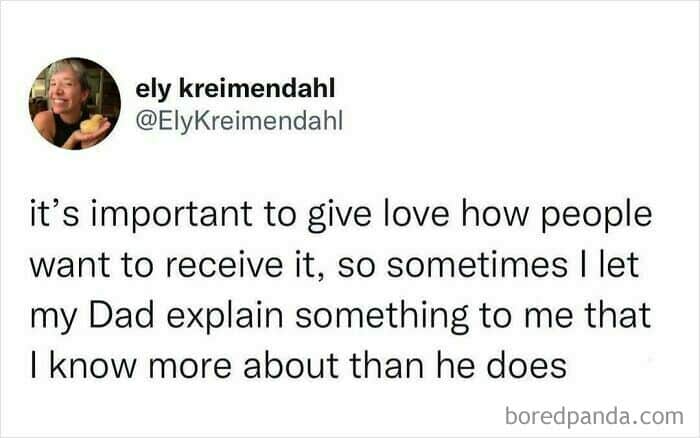 ely kreimendahl
@ElyKreimendahl
it’s important to give love how people
want to receive it, so sometimes I let
my Dad explain something to me that
I know more about than he does
boredpanda.com